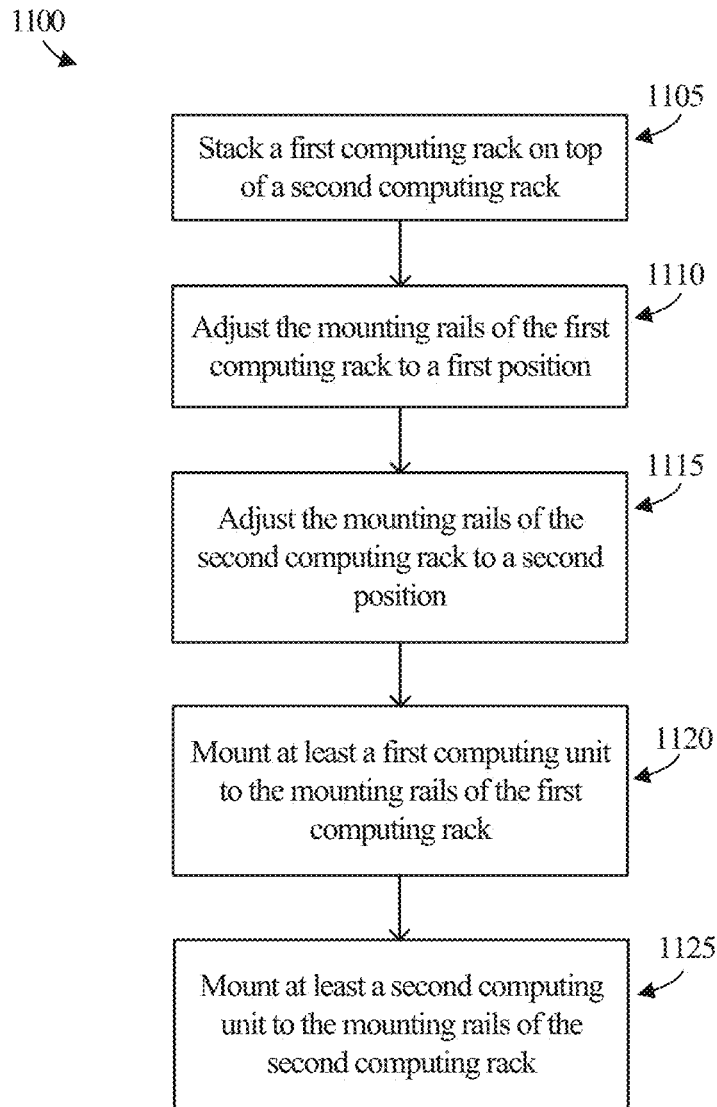 1100
1105
Stack a first computing rack on top
of a second computing rack
1110
Adjust the mounting rails of the first
computing rack to a first position
1115
Adjust the mounting rails of the
second computing rack to a second
position
1120
Mount at least a first computing unit
to the mounting rails of the first
computing rack
1125
Mount at least a second computing
unit to the mounting rails of the
second computing rack